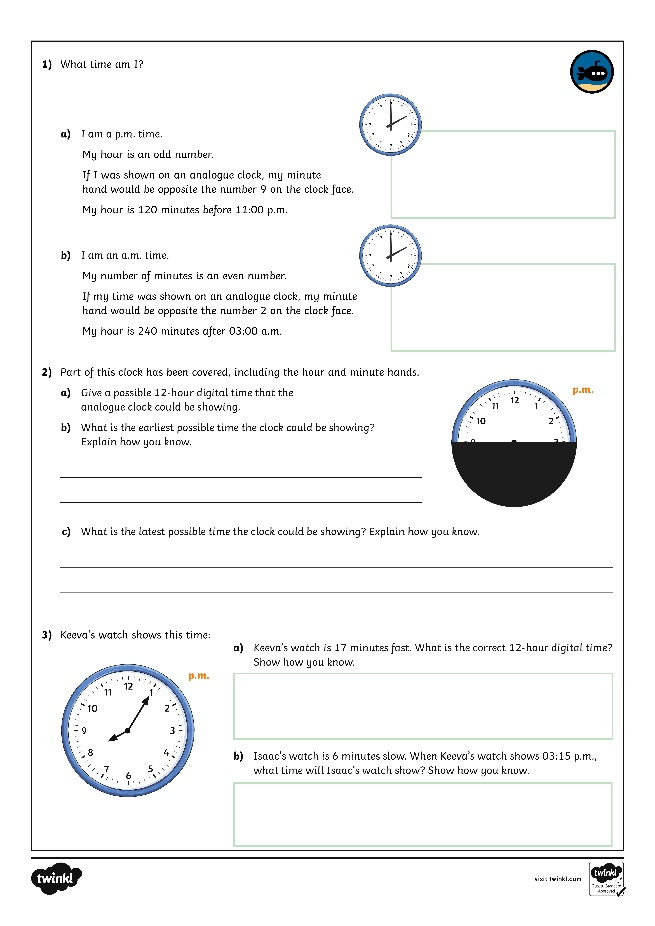 1) What time am I?
a) I am a p.m. time.
My hour is an odd number.
If I was shown on an analogue clock, my minute
hand would be opposite the number 9 on the clock face.
My hour is 120 minutes before 11:00 p.m.
b) I am an a.m. time.
My number of minutes is an even number.
If my time was shown on an analogue clock, my minute
hand would be opposite the number 2 on the clock face.
My hour is 240 minutes after 03:00 a.m.
2) Part of this clock has been covered, including the hour and minute hands.
a) Give a possible 12-hour digital time that the
analogue clock could be showing.
b) What is the earliest possible time the clock could be showing?
Explain how you know.
p.m.
12
11 1
10 2
c) What is the latest possible time the clock could be showing? Explain how you know.
3) Keeva's watch shows this time:
p.m.
12
11 1
10 2
9 3
8 4
7 5
6
a) Keeva's watch is 17 minutes fast. What is the correct 12-hour digital time?
Show how you know.
b) Isaac's watch is 6 minutes slow. When Keeva's watch shows 03:15 p.m.,
what time will Isaac's watch show? Show how you know.
twinkl
visit twinkl.com
twinkl
Approved